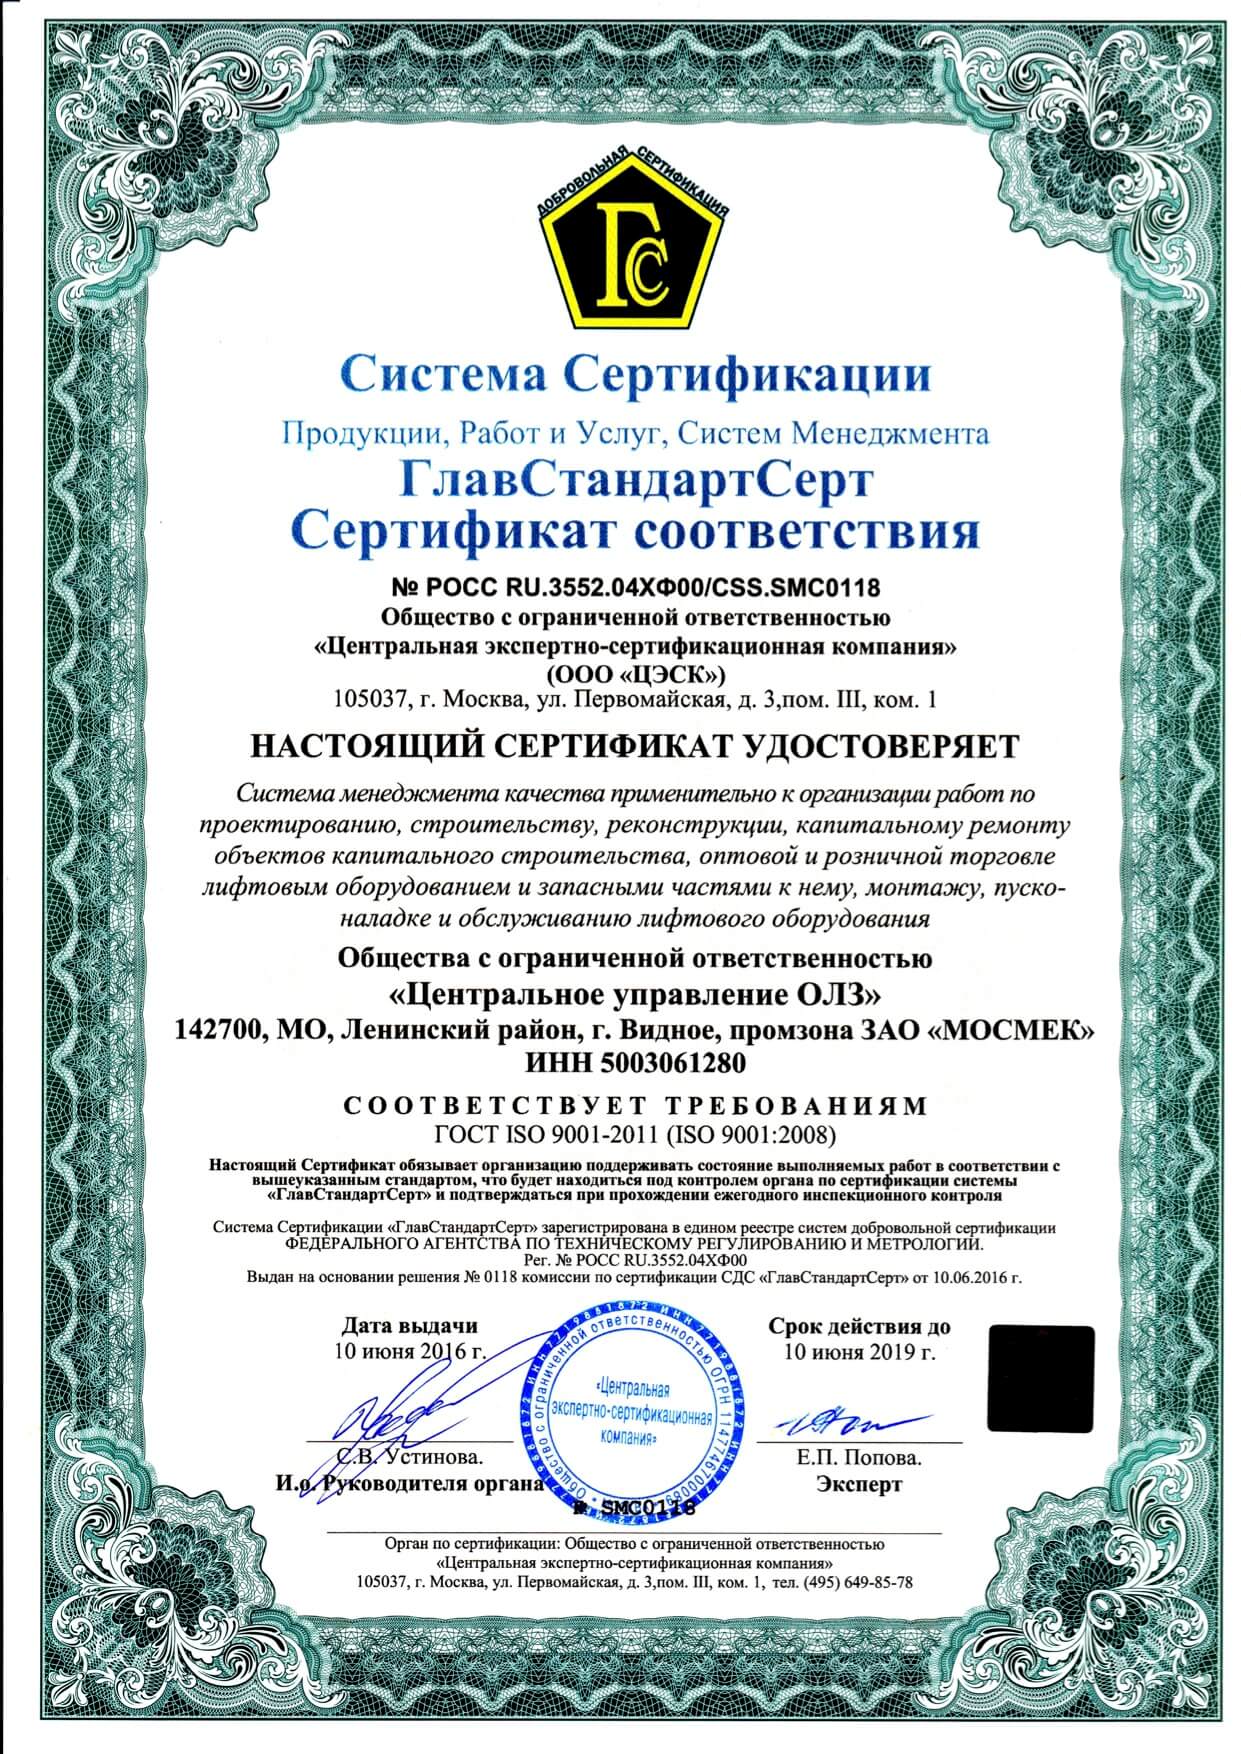 ДОБРОВОЛЬНАЯ СЕРТИФИКАЦИЯ
ГСС
Система Сертификации
Продукции, Работ и Услуг, Систем Менеджмента
ГлавСтандартСерт
Сертификат соответствия
№ РОСС RU.3552.04ХФ00/CSS.SMC0118
Общество с ограниченной ответственностью
«Центральная экспертно-сертификационная компания»
(ООО «ЦЭСК»)
105037, г. Москва, ул. Первомайская, д. 3,пом. III, ком. 1
НАСТОЯЩИЙ СЕРТИФИКАТ УДОСТОВЕРЯЕТ
Система менеджмента качества применительно к организации работ по
проектированию, строительству, реконструкции, капитальному ремонту
объектов капитального строительства, оптовой и розничной торговле
лифтовым оборудованием и запасными частями к нему, монтажу, пуско-
наладке и обслуживанию лифтового оборудования
Общества с ограниченной ответственностью
«Центральное управление ОЛЗ»
142700, МО, Ленинский район, г. Видное, промзона ЗАО «МОСМЕК»
ИНН 5003061280
СООТВЕТСТВУЕТ ТРЕБОВАНИЯМ
ГОСТ ISO 9001-2011 (ISO 9001:2008)
Настоящий Сертификат обязывает организацию поддерживать состояние выполняемых работ в соответствии с
вышеуказанным стандартом, что будет находиться под контролем органа по сертификации системы
«ГлавСтандартСерт» и подтверждаться при прохождении ежегодного инспекционного контроля
Система Сертификации «ГлавСтандартСерт» зарегистрирована в едином реестре систем добровольной сертификации
ФЕДЕРАЛЬНОГО АГЕНТСТВА ПО ТЕХНИЧЕСКОМУ РЕГУЛИРОВАНИЮ И МЕТРОЛОГИИ.
Рег. № РОСС RU.3552.04ХФ00
Выдан на основании решения № 0118 комиссии по сертификации СДС «ГлавСтандартСерт» от 10.06.2016 г.
Дата выдачи
10 июня 2016 г.
Срок действия до
10 июня 2019 г.
ИНН 7719881672 ИНН 7719881672
Общество с ограниченной ответственностью ОГРН 1147746700089
«Центральная
экспертно-сертификационная
компания»
С.В. Устинова.
И.о. Руководителя органа
Е.П. Попова.
Эксперт
SMC0118
Орган по сертификации: Общество с ограниченной ответственностью
«Центральная экспертно-сертификационная компания»
105037, г. Москва, ул. Первомайская, д. 3,пом. III, ком. 1, тел. (495) 649-85-78